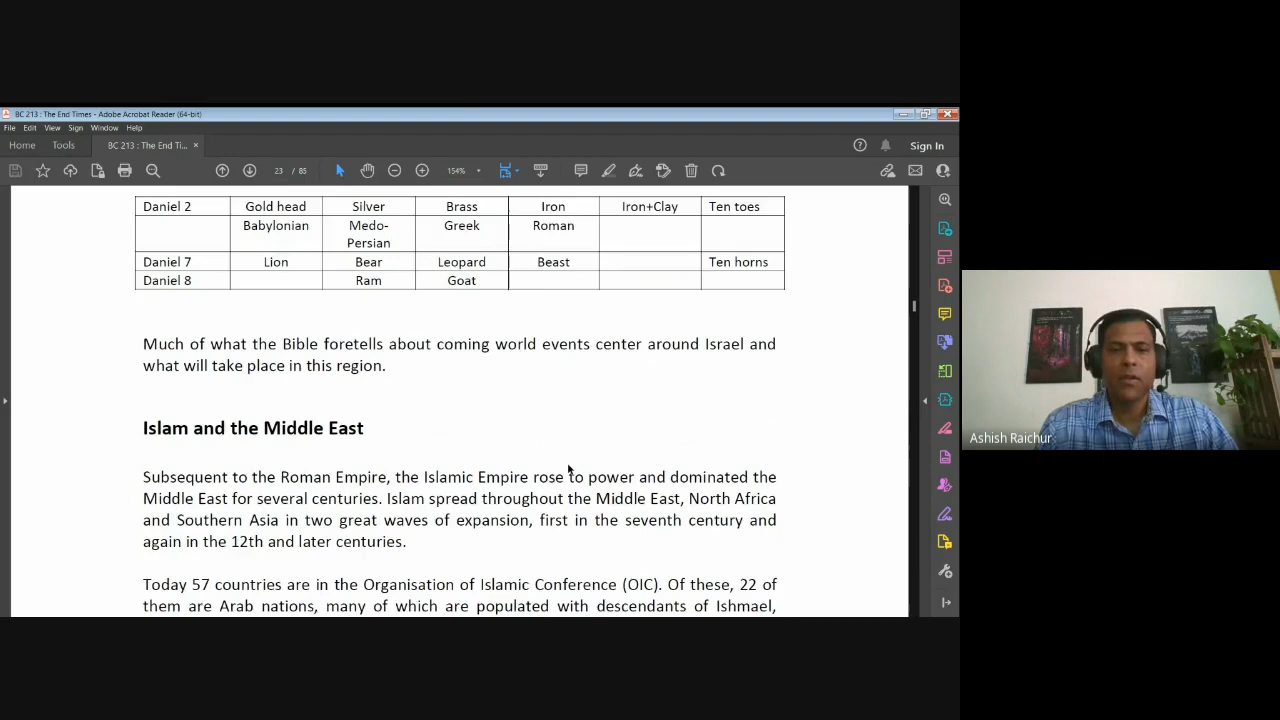 BC 213 : The End Times - Adobe Acrobat Reader (64-bit)
File Edit View Sign Window Help
Home Tools BC 213 : The End Ti... × Sign In
23 / 85 154%
Daniel 2 Gold head Silver Brass Iron Iron+Clay Ten toes
Babylonian Medo-Persian Greek Roman
Daniel 7 Lion Bear Leopard Beast Ten horns
Daniel 8 Ram Goat
Much of what the Bible foretells about coming world events center around Israel and
what will take place in this region.
Islam and the Middle East
Subsequent to the Roman Empire, the Islamic Empire rose to power and dominated the
Middle East for several centuries. Islam spread throughout the Middle East, North Africa
and Southern Asia in two great waves of expansion, first in the seventh century and
again in the 12th and later centuries.
Today 57 countries are in the Organisation of Islamic Conference (OIC). Of these, 22 of
them are Arab nations, many of which are populated with descendants of Ishmael,
Ashish Raichur